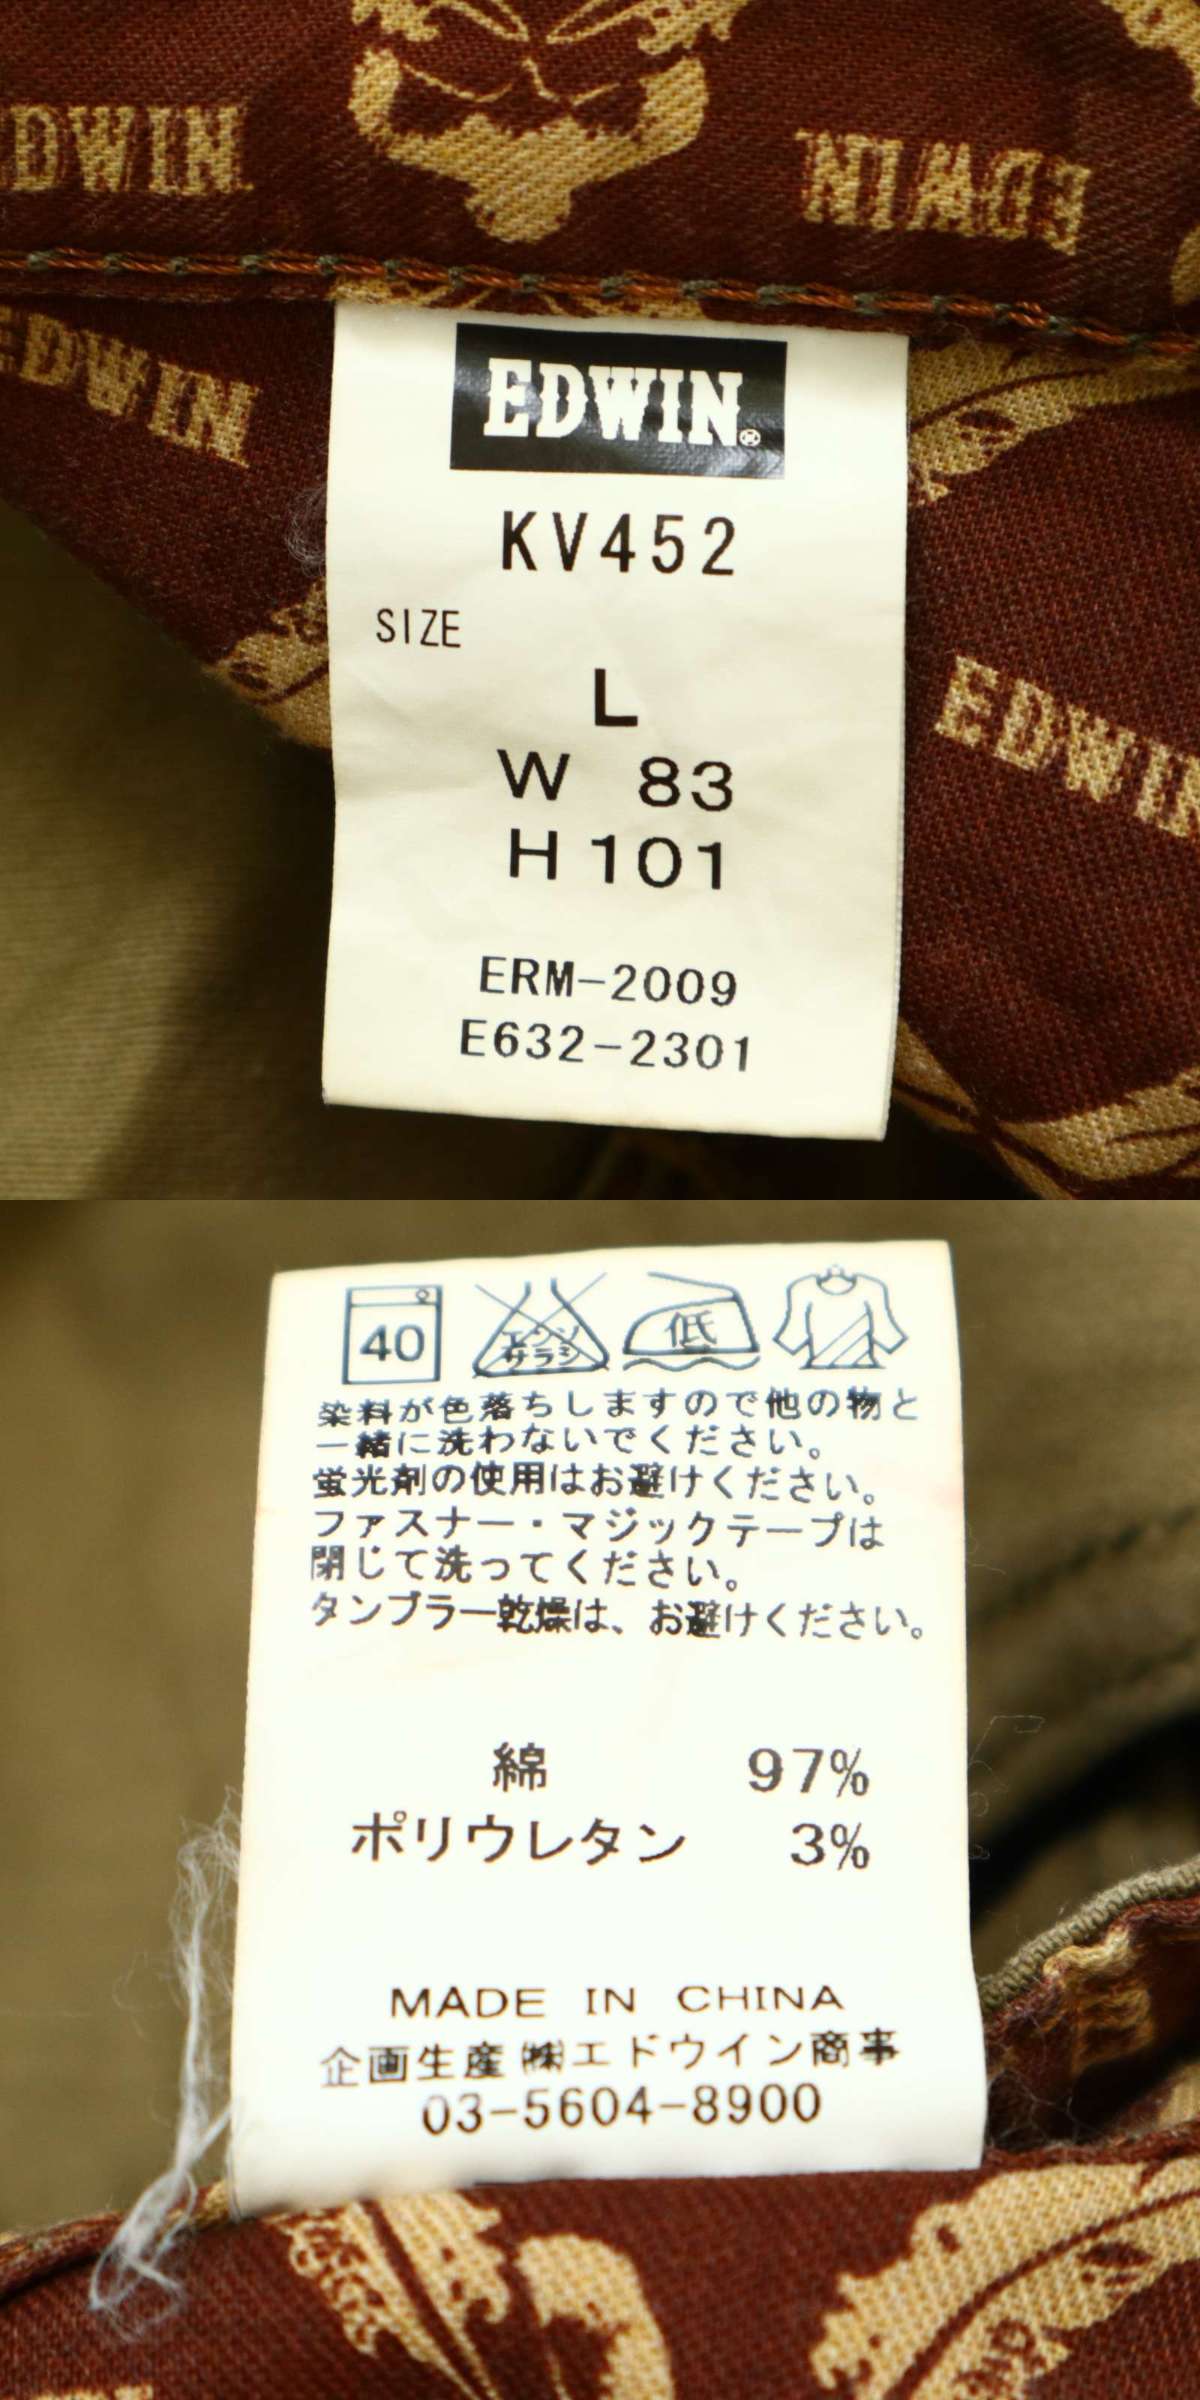 EDWIN
EDWIN
EDWIN
EDWIN
KV452
SIZE
L
W 83
H 101
ERM-2009
E632-2301
EDWIN
40
エンソ
サラシ
低
染料が色落ちしますので他の物と
一緒に洗わないでください。
蛍光剤の使用はお避けください。
ファスナー・マジックテープは
閉じて洗ってください。
タンブラー乾燥は、お避けください。
綿 97%
ポリウレタン 3%
MADE IN CHINA
企画生産㈱エドウイン商事
03-5604-8900